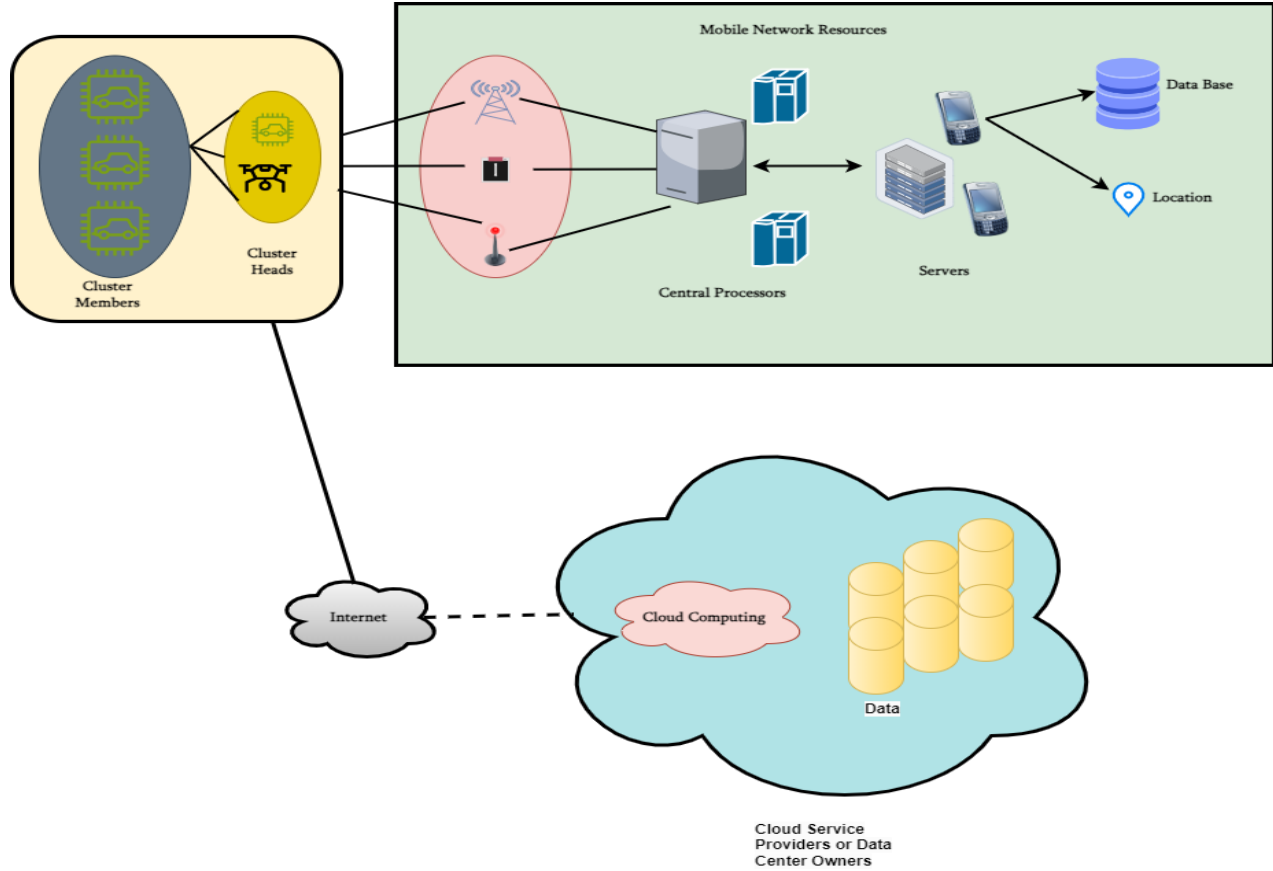 Mobile Network Resources
Data Base
Location
Cluster
Heads
Cluster
Members
Servers
Central Processors
Internet
Cloud Computing
Data
Cloud Service
Providers or Data
Center Owners